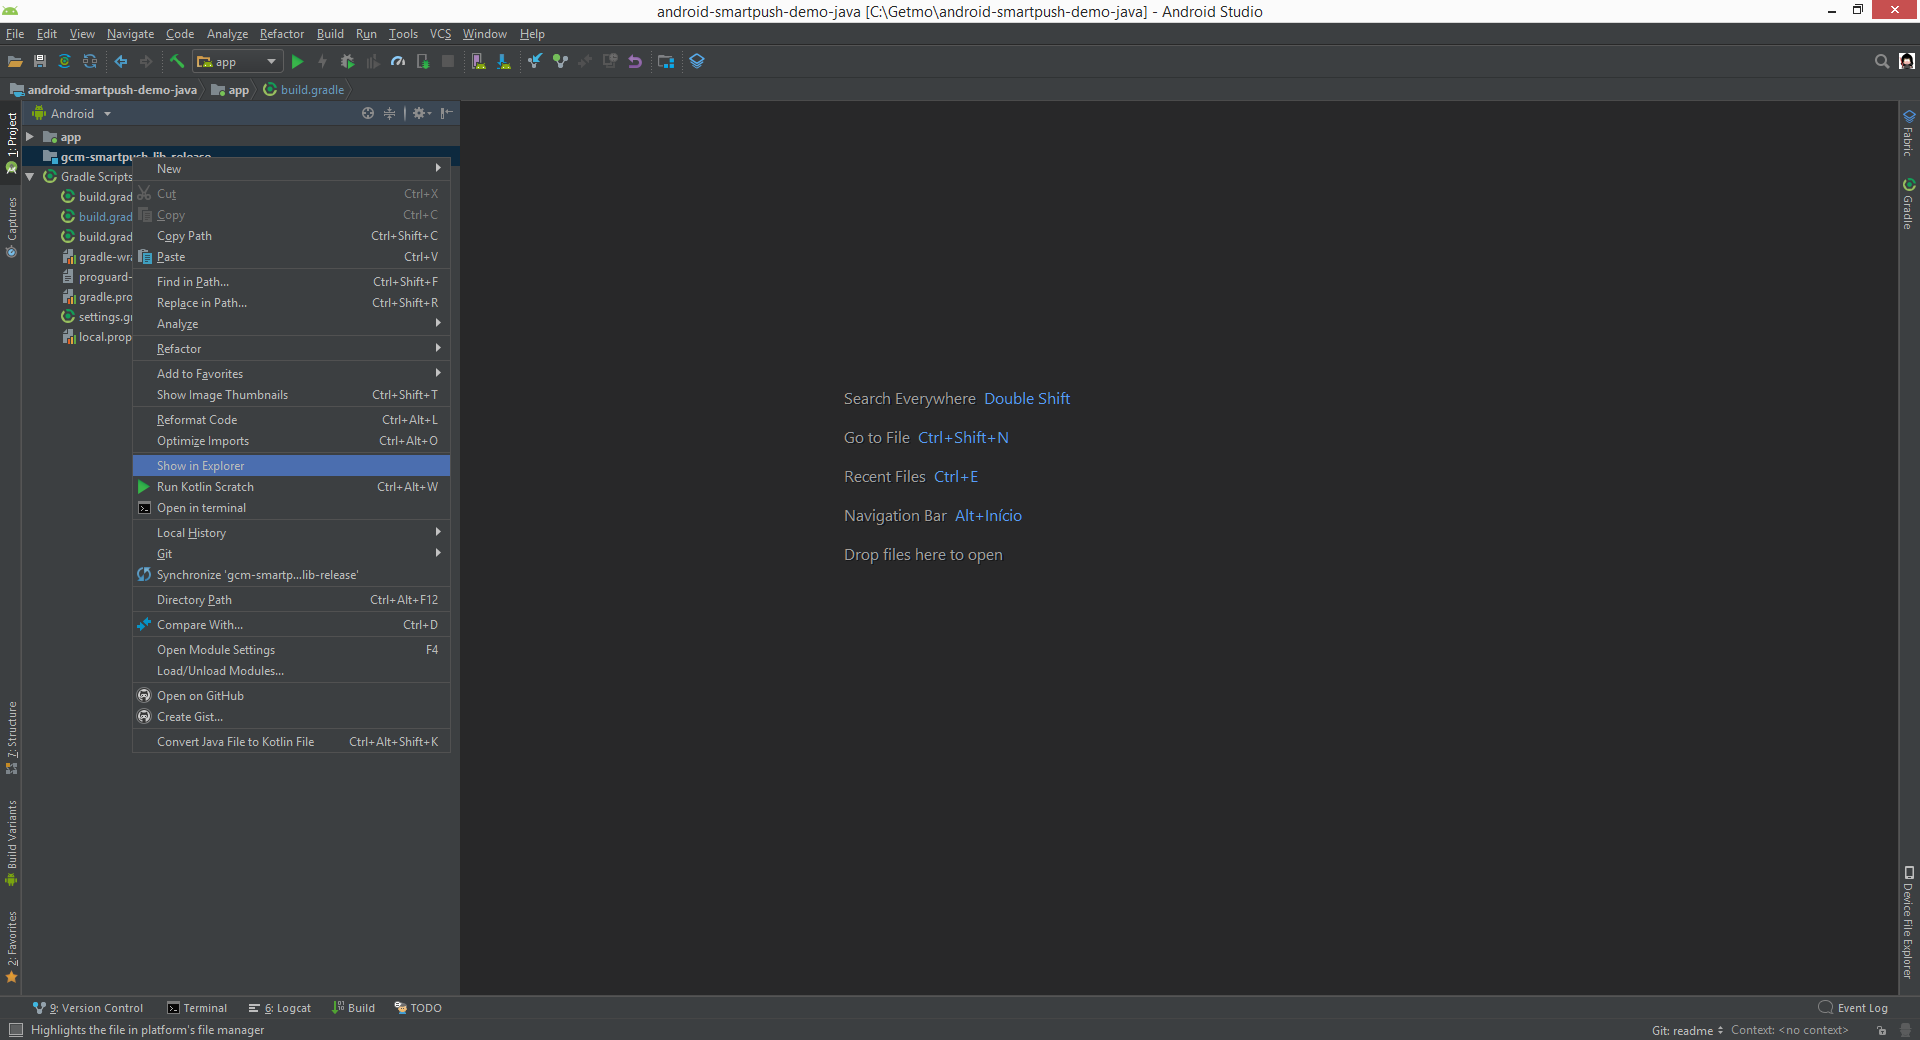 android-smartpush-demo-java [C:\Getmo\android-smartpush-demo-java] - Android Studio
File Edit View Navigate Code Analyze Refactor Build Run Tools VCS Window Help
app
android-smartpush-demo-java app build.gradle
Android
app
gcm-smartpush-lib-release
Gradle Scripts
build.grad
build.grad
build.grad
gradle-wra
proguard-
gradle.pro
settings.gr
local.prop
New
Cut Ctrl+X
Copy Ctrl+C
Copy Path Ctrl+Shift+C
Paste Ctrl+V
Find in Path... Ctrl+Shift+F
Replace in Path... Ctrl+Shift+R
Analyze
Refactor
Add to Favorites
Show Image Thumbnails Ctrl+Shift+T
Reformat Code Ctrl+Alt+L
Optimize Imports Ctrl+Alt+O
Show in Explorer
Run Kotlin Scratch Ctrl+Alt+W
Open in terminal
Local History
Git
Synchronize 'gcm-smartp...lib-release'
Directory Path Ctrl+Alt+F12
Compare With... Ctrl+D
Open Module Settings F4
Load/Unload Modules...
Open on GitHub
Create Gist...
Convert Java File to Kotlin File Ctrl+Alt+Shift+K
Search Everywhere Double Shift
Go to File Ctrl+Shift+N
Recent Files Ctrl+E
Navigation Bar Alt+Início
Drop files here to open
1: Project
Captures
7: Structure
Build Variants
2: Favorites
Fabric
Gradle
Device File Explorer
9: Version Control Terminal 6: Logcat Build TODO Event Log
Highlights the file in platform's file manager Git: readme Context: <no context>